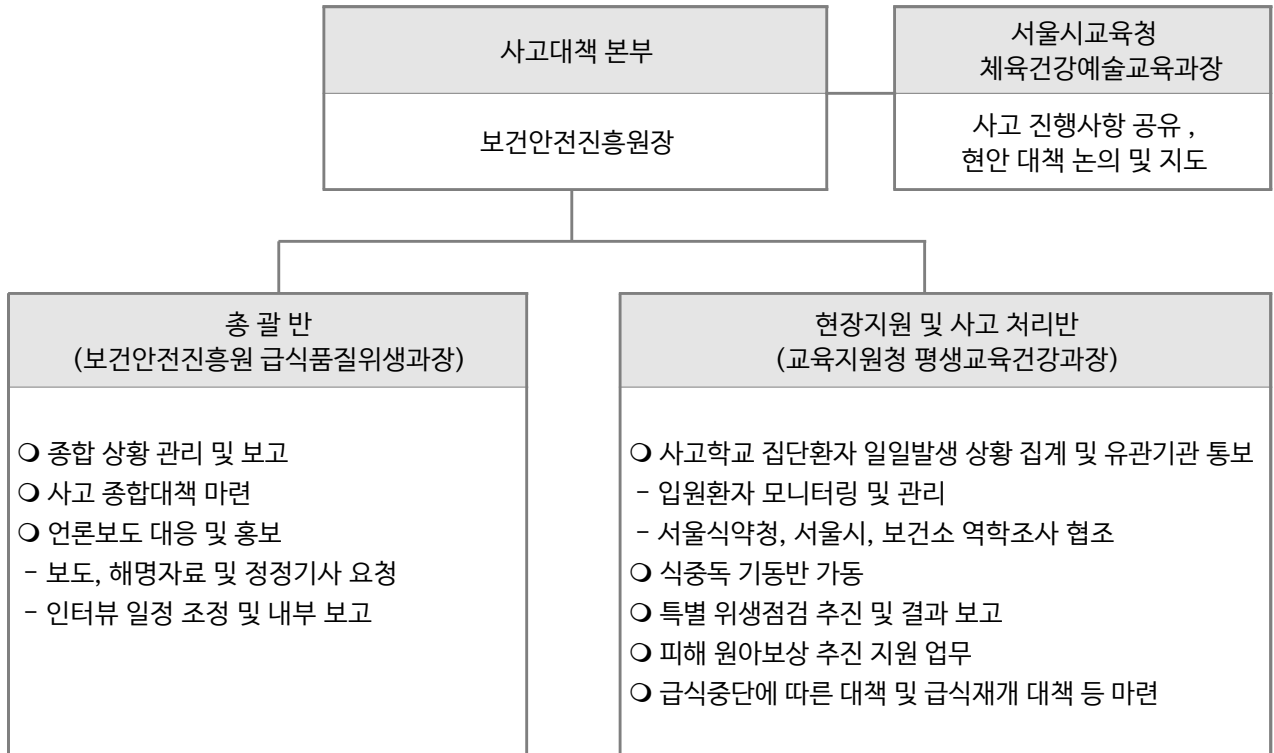 사고대책 본부
보건안전진흥원장
서울시교육청
체육건강예술교육과장
사고 진행사항 공유 ,
현안 대책 논의 및 지도
총 괄 반
(보건안전진흥원 급식품질위생과장)
❍ 종합 상황 관리 및 보고
❍ 사고 종합대책 마련
❍ 언론보도 대응 및 홍보
- 보도, 해명자료 및 정정기사 요청
- 인터뷰 일정 조정 및 내부 보고
현장지원 및 사고 처리반
(교육지원청 평생교육건강과장)
❍ 사고학교 집단환자 일일발생 상황 집계 및 유관기관 통보
- 입원환자 모니터링 및 관리
- 서울식약청, 서울시, 보건소 역학조사 협조
❍ 식중독 기동반 가동
❍ 특별 위생점검 추진 및 결과 보고
❍ 피해 원아보상 추진 지원 업무
❍ 급식중단에 따른 대책 및 급식재개 대책 등 마련